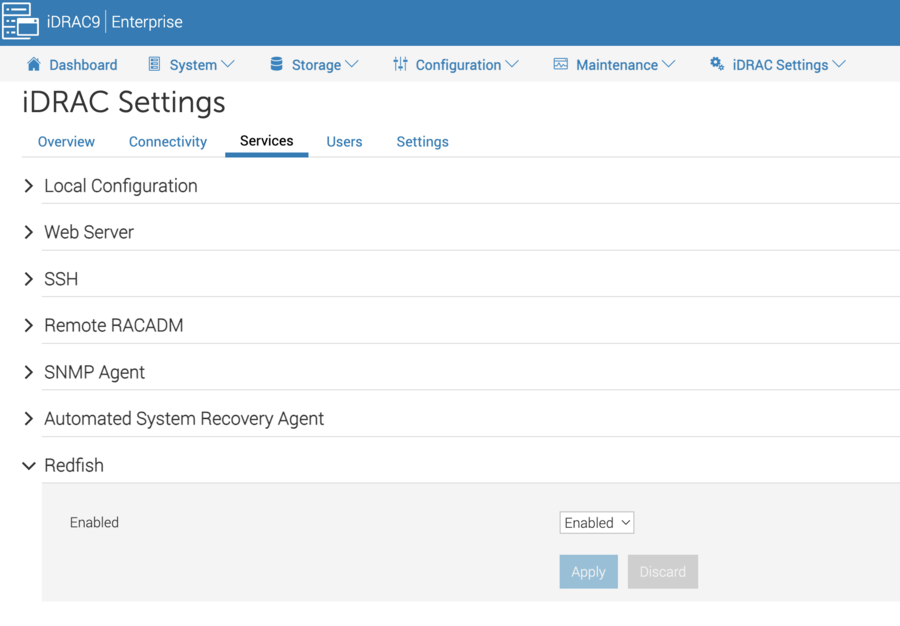 iDRAC9 | Enterprise
Dashboard System Storage Configuration Maintenance iDRAC Settings
iDRAC Settings
Overview Connectivity Services Users Settings
Local Configuration
Web Server
SSH
Remote RACADM
SNMP Agent
Automated System Recovery Agent
Redfish
Enabled Enabled
Apply Discard